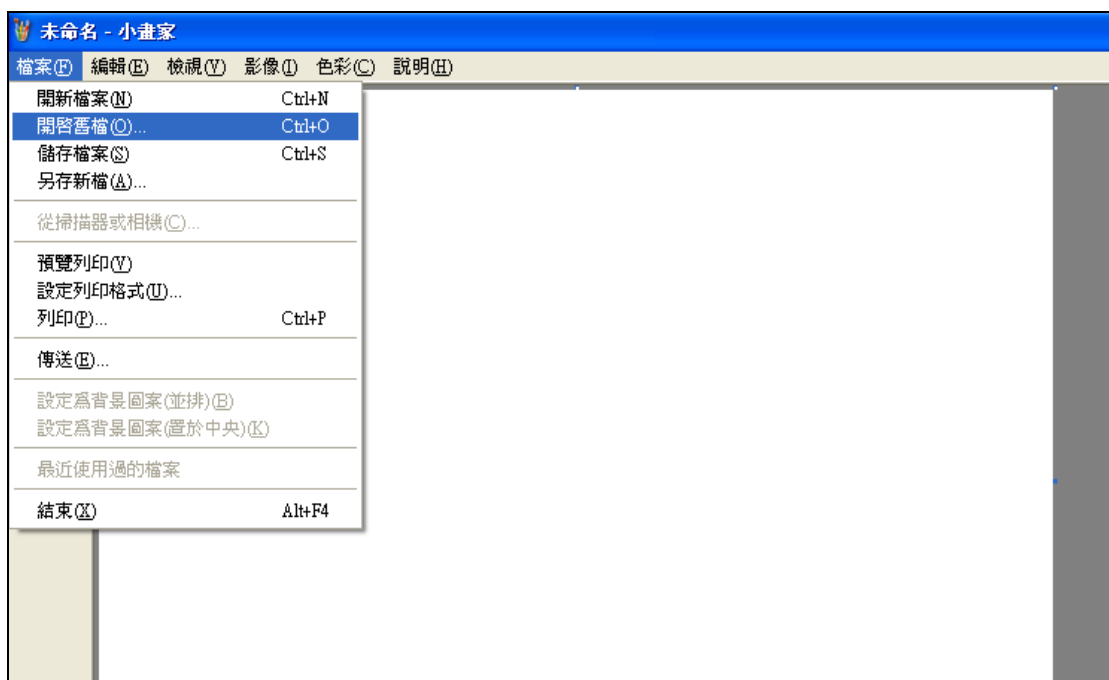 未命名 - 小畫家
檔案(F) 編輯(E) 檢視(V) 影像(I) 色彩(C) 說明(H)
開新檔案(N) Ctrl+N
開啓舊檔(O)... Ctrl+O
儲存檔案(S) Ctrl+S
另存新檔(A)...
從掃描器或相機(C)...
預覽列印(V)
設定列印格式(U)...
列印(P)... Ctrl+P
傳送(E)...
設定爲背景圖案(並排)(B)
設定爲背景圖案(置於中央)(K)
最近使用過的檔案
結束(X) Alt+F4